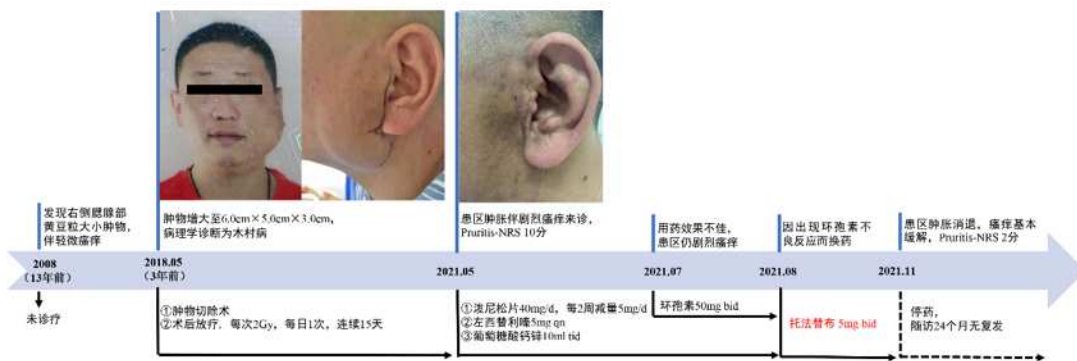 发现右侧腮腺部
黄豆粒大小肿物,
伴轻微瘙痒
肿物增大至6.0cm×5.0cm×3.0cm,
病理学诊断为木村病
患区肿胀伴剧烈瘙痒来诊,
Pruritis-NRS 10分
用药效果不佳,
患区仍剧烈瘙痒
因出现环孢素不
良反应而换药
患区肿胀消退，瘙痒基本
缓解，Pruritis-NRS 2分
2008
(13年前)
2018.05
(3年前)
2021.05
2021.07
2021.08
2021.11
未诊疗
①肿物切除术
②术后放疗，每次2Gy，每日1次，连续15天
①泼尼松片40mg/d，每2周减量5mg/d
②左西替利嗪5mg qn
③葡萄糖酸钙锌10ml tid
环孢素50mg bid
托法替布 5mg bid
停药,
随访24个月无复发